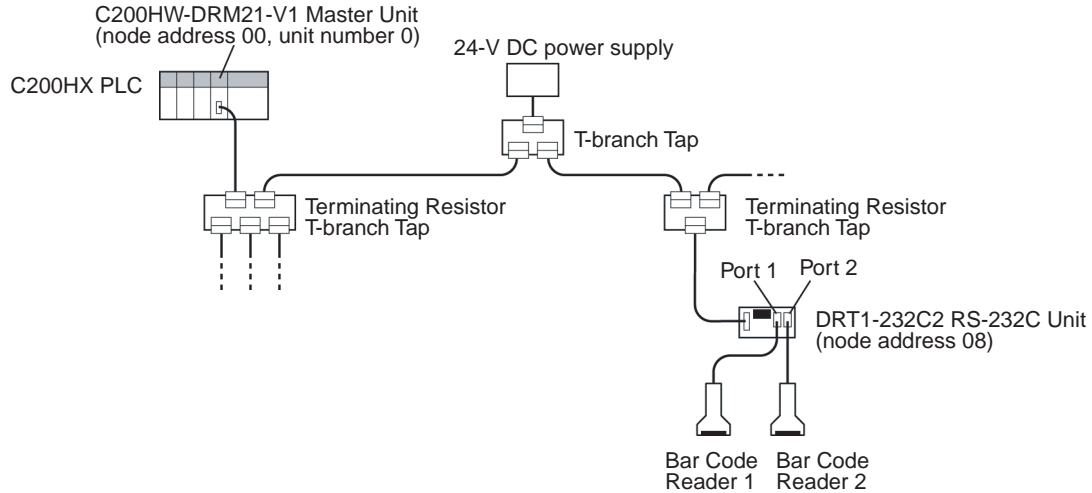 C200HW-DRM21-V1 Master Unit
(node address 00, unit number 0)
24-V DC power supply
C200HX PLC
T-branch Tap
Terminating Resistor
T-branch Tap
Terminating Resistor
T-branch Tap
Port 1
Port 2
DRT1-232C2 RS-232C Unit
(node address 08)
Bar Code
Reader 1
Bar Code
Reader 2